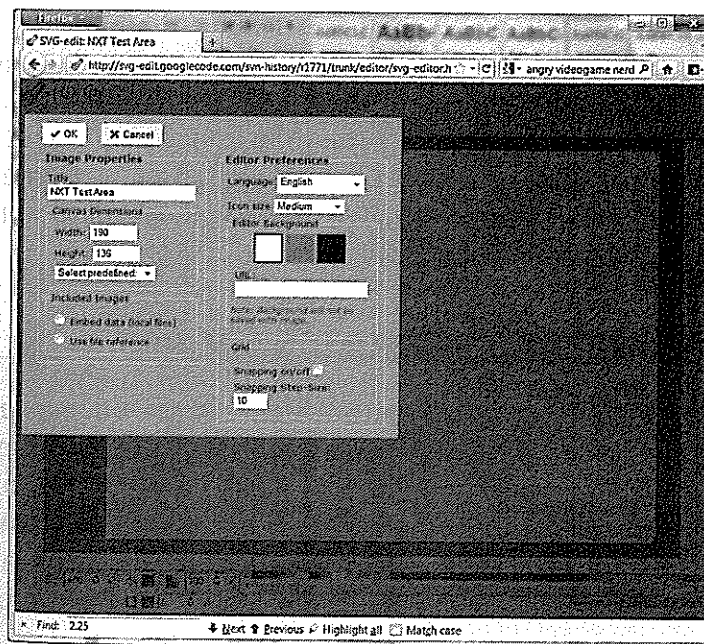 Firefox
SVG-edit: NXT Test Area
http://svg-edit.googlecode.com/svn-history/r1771/trunk/editor/svg-editor.h
angry videogame nerd
OK
Cancel
Image Properties
Title
NXT Test Area
Canvas Dimensions
Width: 190
Height: 136
Select predefined:
Included Images
Embed data (local files)
Use file reference
Editor Preferences
Language: English
Icon size: Medium
Editor Background
URL:
Grid
Snapping on/off
Snapping Step-Size:
10
Find: 2.25
Next Previous Highlight all Match case